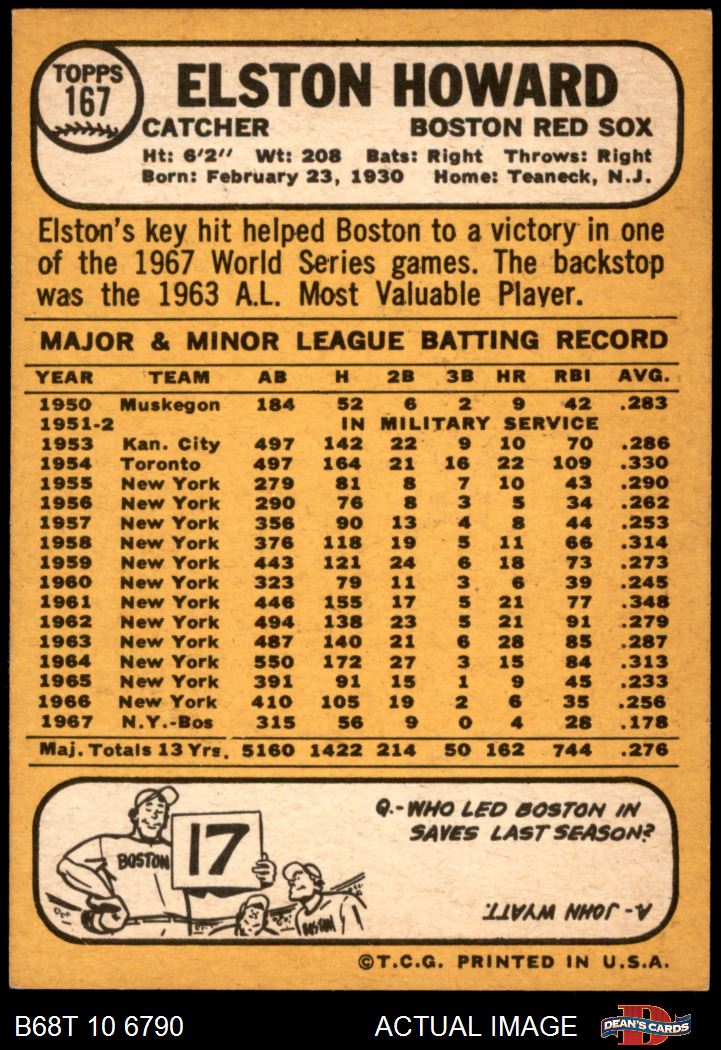 TOPPS
167
ELSTON HOWARD
CATCHER BOSTON RED SOX
Ht: 6'2" Wt: 208 Bats: Right Throws: Right
Born: February 23, 1930 Home: Teaneck, N.J.
Elston's key hit helped Boston to a victory in one
of the 1967 World Series games. The backstop
was the 1963 A.L. Most Valuable Player.
MAJOR & MINOR LEAGUE BATTING RECORD
YEAR TEAM AB H 2B 3B HR RBI AVG.
1950 Muskegon 184 52 6 2 9 42 .283
1951-2 IN MILITARY SERVICE
1953 Kan. City 497 142 22 9 10 70 .286
1954 Toronto 497 164 21 16 22 109 .330
1955 New York 279 81 8 7 10 43 .290
1956 New York 290 76 8 3 5 34 .262
1957 New York 356 90 13 4 8 44 .253
1958 New York 376 118 19 5 11 66 .314
1959 New York 443 121 24 6 18 73 .273
1960 New York 323 79 11 3 6 39 .245
1961 New York 446 155 17 5 21 77 .348
1962 New York 494 138 23 5 21 91 .279
1963 New York 487 140 21 6 28 85 .287
1964 New York 550 172 27 3 15 84 .313
1965 New York 391 91 15 1 9 45 .233
1966 New York 410 105 19 2 6 35 .256
1967 N.Y.-Bos 315 56 9 0 4 28 .178
Maj. Totals 13 Yrs. 5160 1422 214 50 162 744 .276
BOSTON
17
BOSTON
Q.-WHO LED BOSTON IN
SAVES LAST SEASON?
A-JOHN WYATT.
©T.C.G. PRINTED IN U.S.A.
B68T 10 6790 ACTUAL IMAGE
DEAN'S CARDS